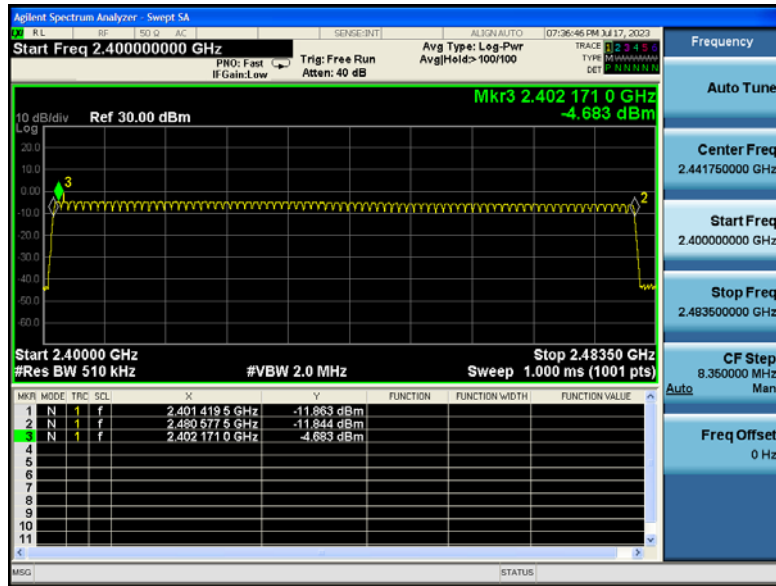 Agilent Spectrum Analyzer - Swept SA
RL RF 50 Ω AC SENSE:INT ALIGN AUTO 07:36:46 PM Jul 17, 2023
Start Freq 2.400000000 GHz
PNO: Fast
IFGain:Low
Trig: Free Run
Atten: 40 dB
Avg Type: Log-Pwr
Avg|Hold:>100/100
TRACE 1 2 3 4 5 6
TYPE M
DET P N N N N N
Mkr3 2.402 171 0 GHz
-4.683 dBm
10 dB/div Ref 30.00 dBm
Log
20.0
10.0
0.00
-10.0
-20.0
-30.0
-40.0
-50.0
-60.0
3
2
Start 2.40000 GHz Stop 2.48350 GHz
#Res BW 510 kHz #VBW 2.0 MHz Sweep 1.000 ms (1001 pts)
MKR MODE TRC SCL X Y FUNCTION FUNCTION WIDTH FUNCTION VALUE
1 N 1 f 2.401 419 5 GHz -11.863 dBm
2 N 1 f 2.480 577 5 GHz -11.844 dBm
3 N 1 f 2.402 171 0 GHz -4.683 dBm
4
5
6
7
8
9
10
11
MSG STATUS
Frequency
Auto Tune
Center Freq
2.441750000 GHz
Start Freq
2.400000000 GHz
Stop Freq
2.483500000 GHz
CF Step
8.350000 MHz
Auto Man
Freq Offset
0 Hz